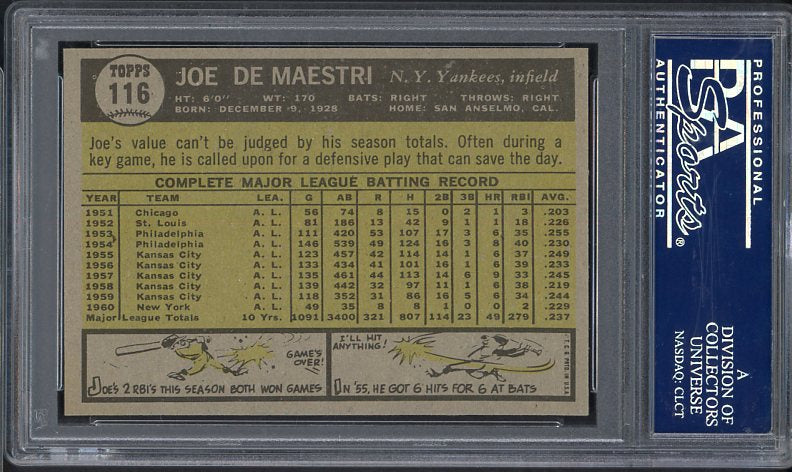 TOPPS
116
JOE DE MAESTRI N. Y. Yankees, infield
HT: 6'0" WT: 170 BATS: RIGHT THROWS: RIGHT
BORN: DECEMBER 9, 1928 HOME: SAN ANSELMO, CAL.
Joe's value can't be judged by his season totals. Often during a
key game, he is called upon for a defensive play that can save the day.
COMPLETE MAJOR LEAGUE BATTING RECORD
YEAR TEAM LEA. G AB R H 2B 3B HR RBI AVG.
1951 Chicago A. L. 56 74 8 15 0 2 1 3 .203
1952 St. Louis A. L. 81 186 13 42 9 1 1 18 .226
1953 Philadelphia A. L. 111 420 53 107 17 3 6 35 .255
1954 Philadelphia A. L. 146 539 49 124 16 3 8 40 .230
1955 Kansas City A. L. 123 457 42 114 14 1 6 37 .249
1956 Kansas City A. L. 133 434 41 101 16 1 6 39 .233
1957 Kansas City A. L. 135 461 44 113 14 6 9 33 .245
1958 Kansas City A. L. 139 442 32 97 11 1 6 38 .219
1959 Kansas City A. L. 118 352 31 86 16 5 6 34 .244
1960 New York A. L. 49 35 8 8 1 0 0 2 .229
Major League Totals 10 Yrs. 1091 3400 321 807 114 23 49 279 .237
GAME'S
OVER!
JOE'S 2 RBI'S THIS SEASON BOTH WON GAMES
I'LL HIT
ANYTHING!
IN '55, HE GOT 6 HITS FOR 6 AT BATS
© T.C.G. PRTD. IN U.S.A.
PROFESSIONAL
PSA
Sports®
AUTHENTICATOR
A
DIVISION OF
COLLECTORS
UNIVERSE
NASDAQ: CLCT